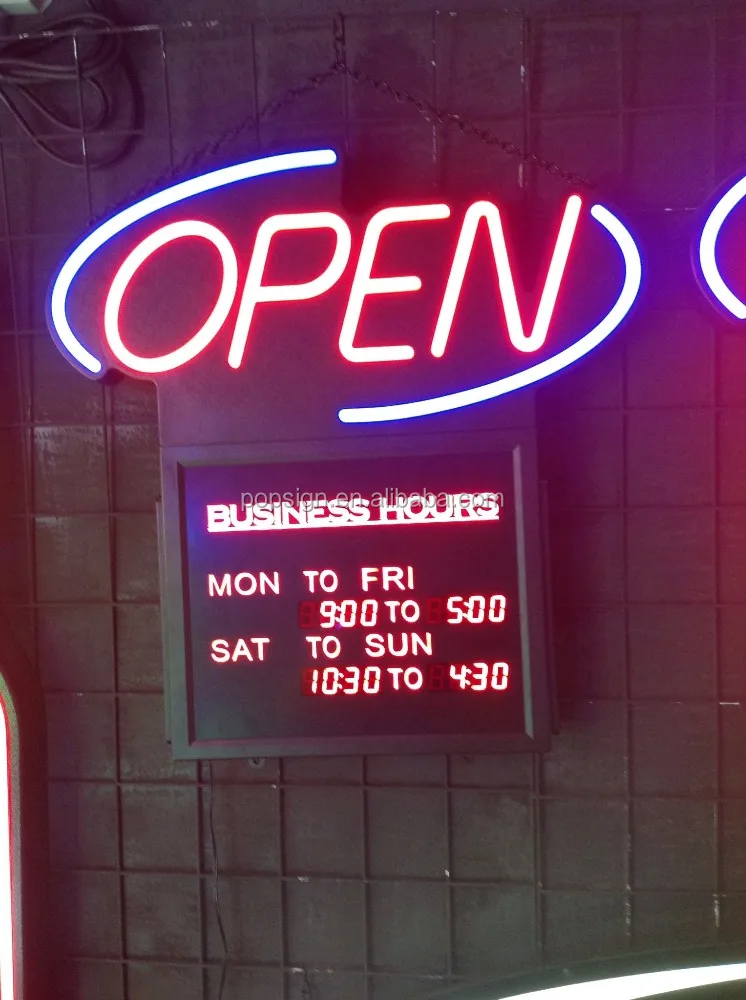 OPEN
popsign.en.alibaba.com
BUSINESS HOURS
MON TO FRI
9:00 TO 5:00
SAT TO SUN
10:30 TO 4:30